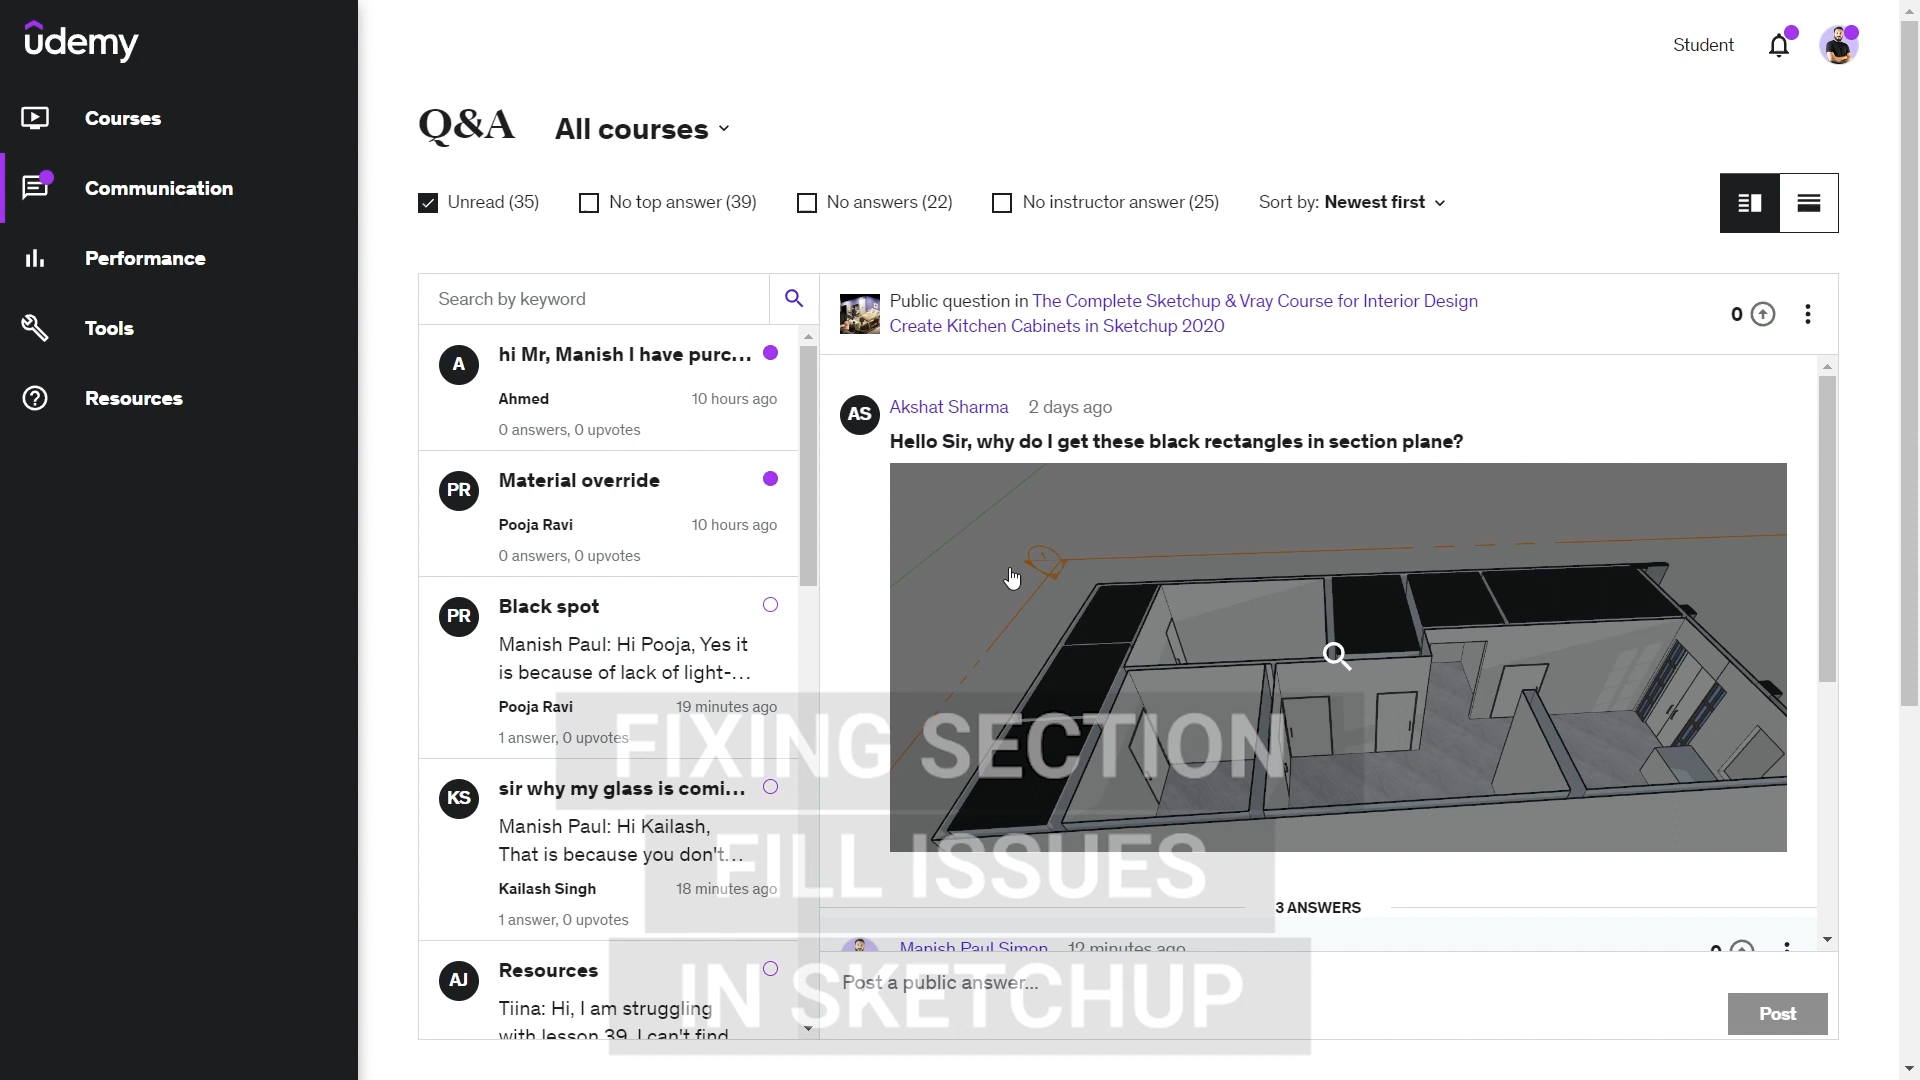 udemy
Courses
Communication
Performance
Tools
Resources
Student
Q&A
All courses
Unread (35)
No top answer (39)
No answers (22)
No instructor answer (25)
Sort by: Newest first
Search by keyword
A
hi Mr, Manish I have purc...
Ahmed
10 hours ago
0 answers, 0 upvotes
PR
Material override
Pooja Ravi
10 hours ago
0 answers, 0 upvotes
PR
Black spot
Manish Paul: Hi Pooja, Yes it
is because of lack of light-...
Pooja Ravi
19 minutes ago
1 answer, 0 upvotes
KS
sir why my glass is comi...
Manish Paul: Hi Kailash,
That is because you don't...
Kailash Singh
18 minutes ago
1 answer, 0 upvotes
AJ
Resources
Tiina: Hi, I am struggling
with lesson 39. I can't find
Public question in The Complete Sketchup & Vray Course for Interior Design
Create Kitchen Cabinets in Sketchup 2020
0
AS
Akshat Sharma 2 days ago
Hello Sir, why do I get these black rectangles in section plane?
3 ANSWERS
Manish Paul Simon 12 minutes ago
0
Post a public answer...
Post
FIXING SECTION
FILL ISSUES
IN SKETCHUP